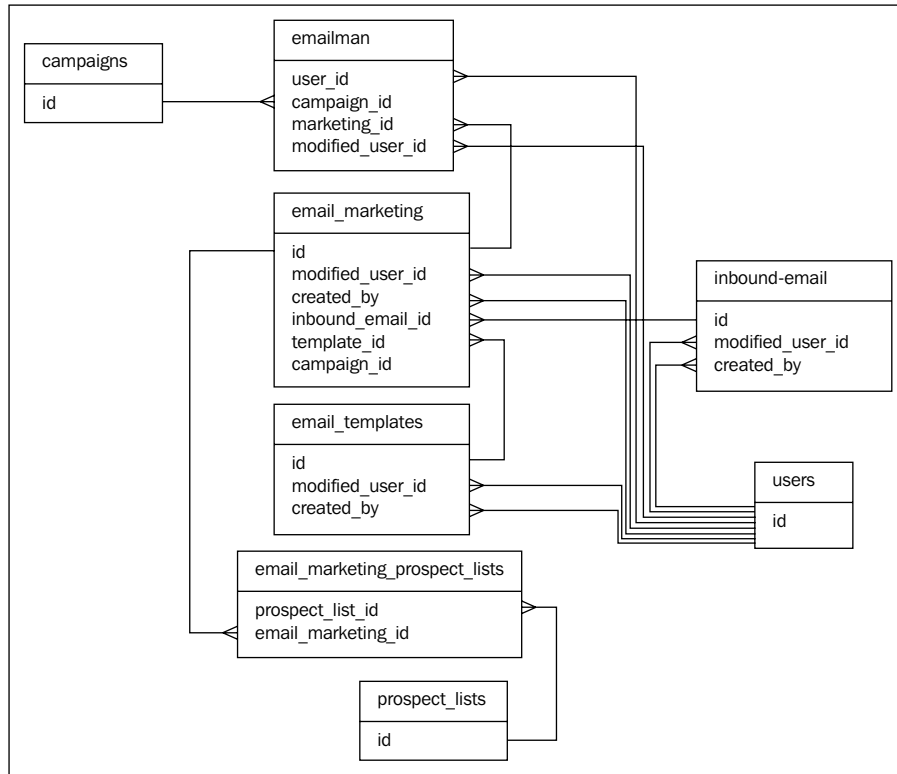 campaigns
id
emailman
user_id
campaign_id
marketing_id
modified_user_id
email_marketing
id
modified_user_id
created_by
inbound_email_id
template_id
campaign_id
inbound-email
id
modified_user_id
created_by
email_templates
id
modified_user_id
created_by
users
id
email_marketing_prospect_lists
prospect_list_id
email_marketing_id
prospect_lists
id